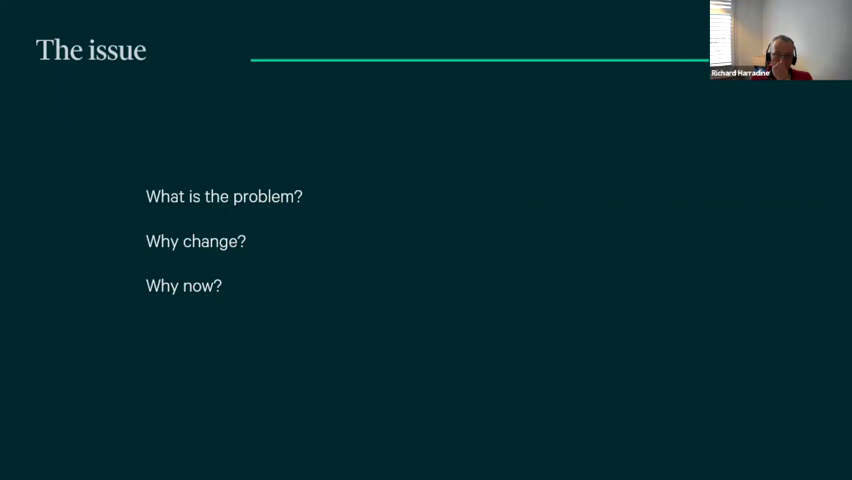 The issue
Richard Harradine
What is the problem?
Why change?
Why now?